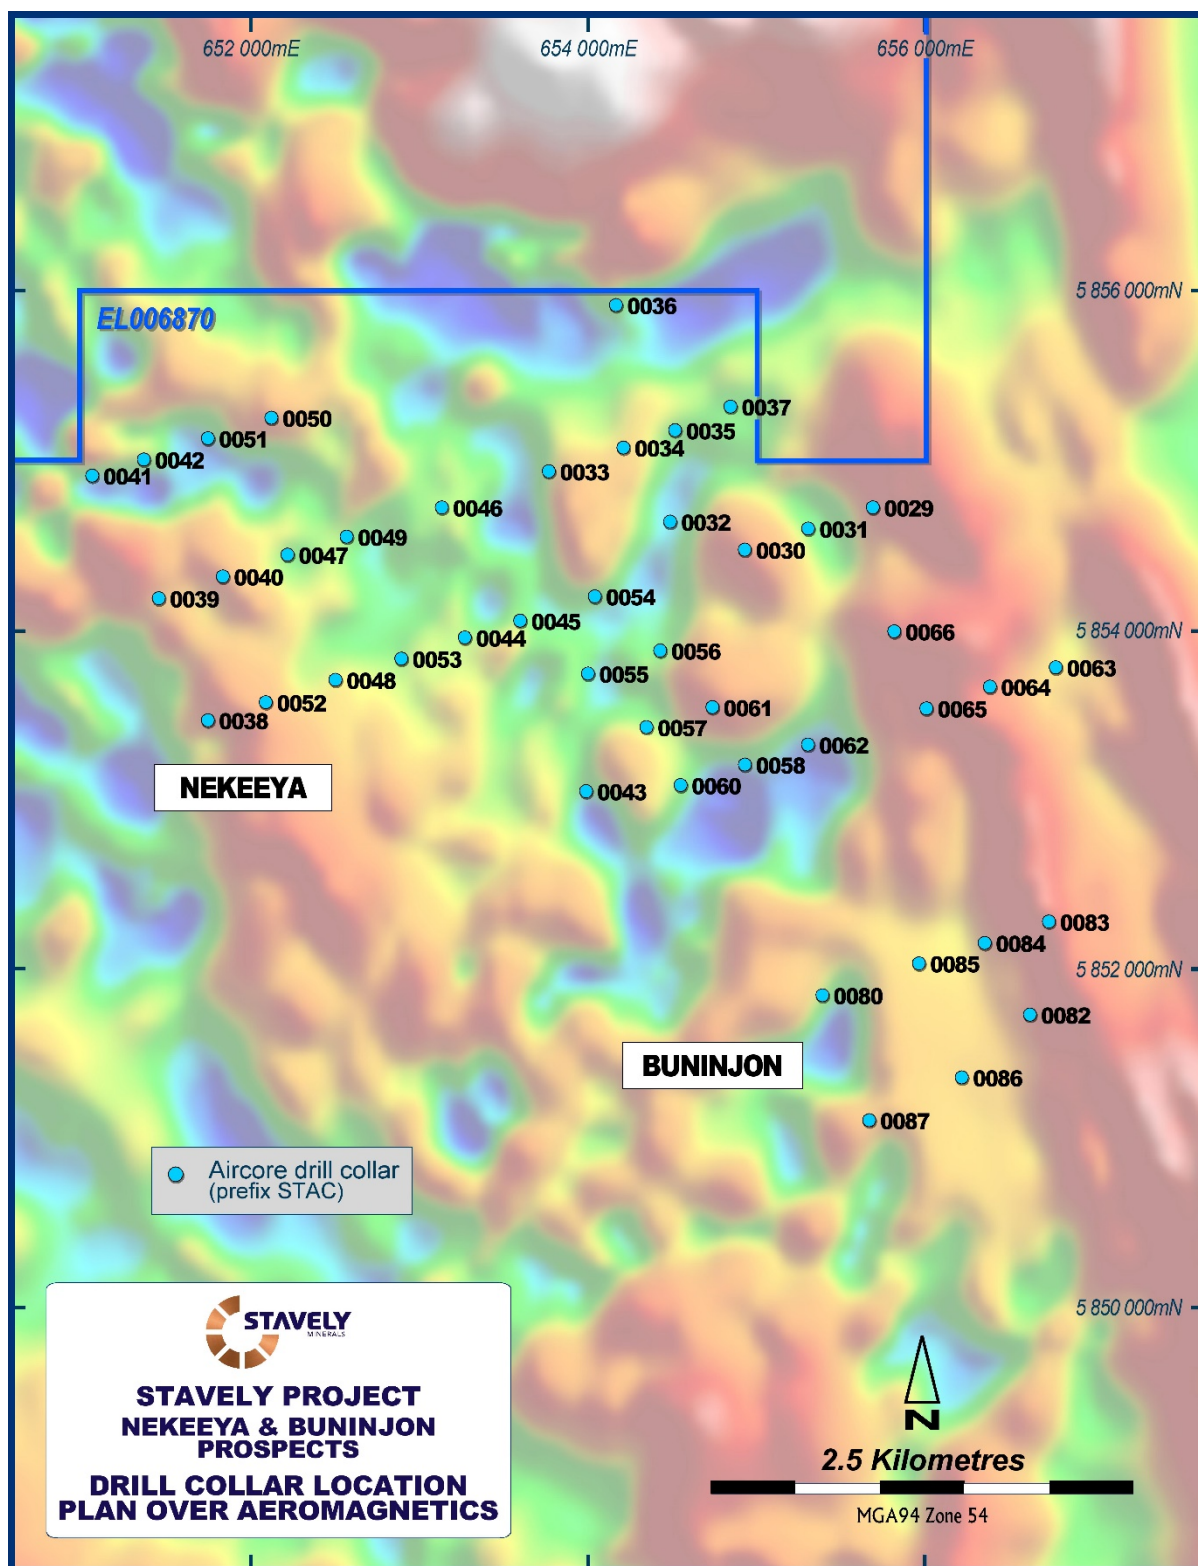 652 000mE
654 000mE
656 000mE
5 856 000mN
EL006870
0036
0037
0050
0035
0051
0034
0042
0033
0041
0046
0029
0032
0031
0049
0030
0047
0040
0054
0039
0045
0066
5 854 000mN
0044
0056
0053
0063
0055
0048
0064
0052
0061
0065
0038
0057
0062
0058
NEKEEYA
0060
0043
0083
0084
0085
5 852 000mN
0080
0082
BUNINJON
0086
0087
Aircore drill collar
(prefix STAC)
5 850 000mN
STAVELY
MINERALS
STAVELY PROJECT
NEKEEYA & BUNINJON
PROSPECTS
DRILL COLLAR LOCATION
PLAN OVER AEROMAGNETICS
N
2.5 Kilometres
MGA94 Zone 54